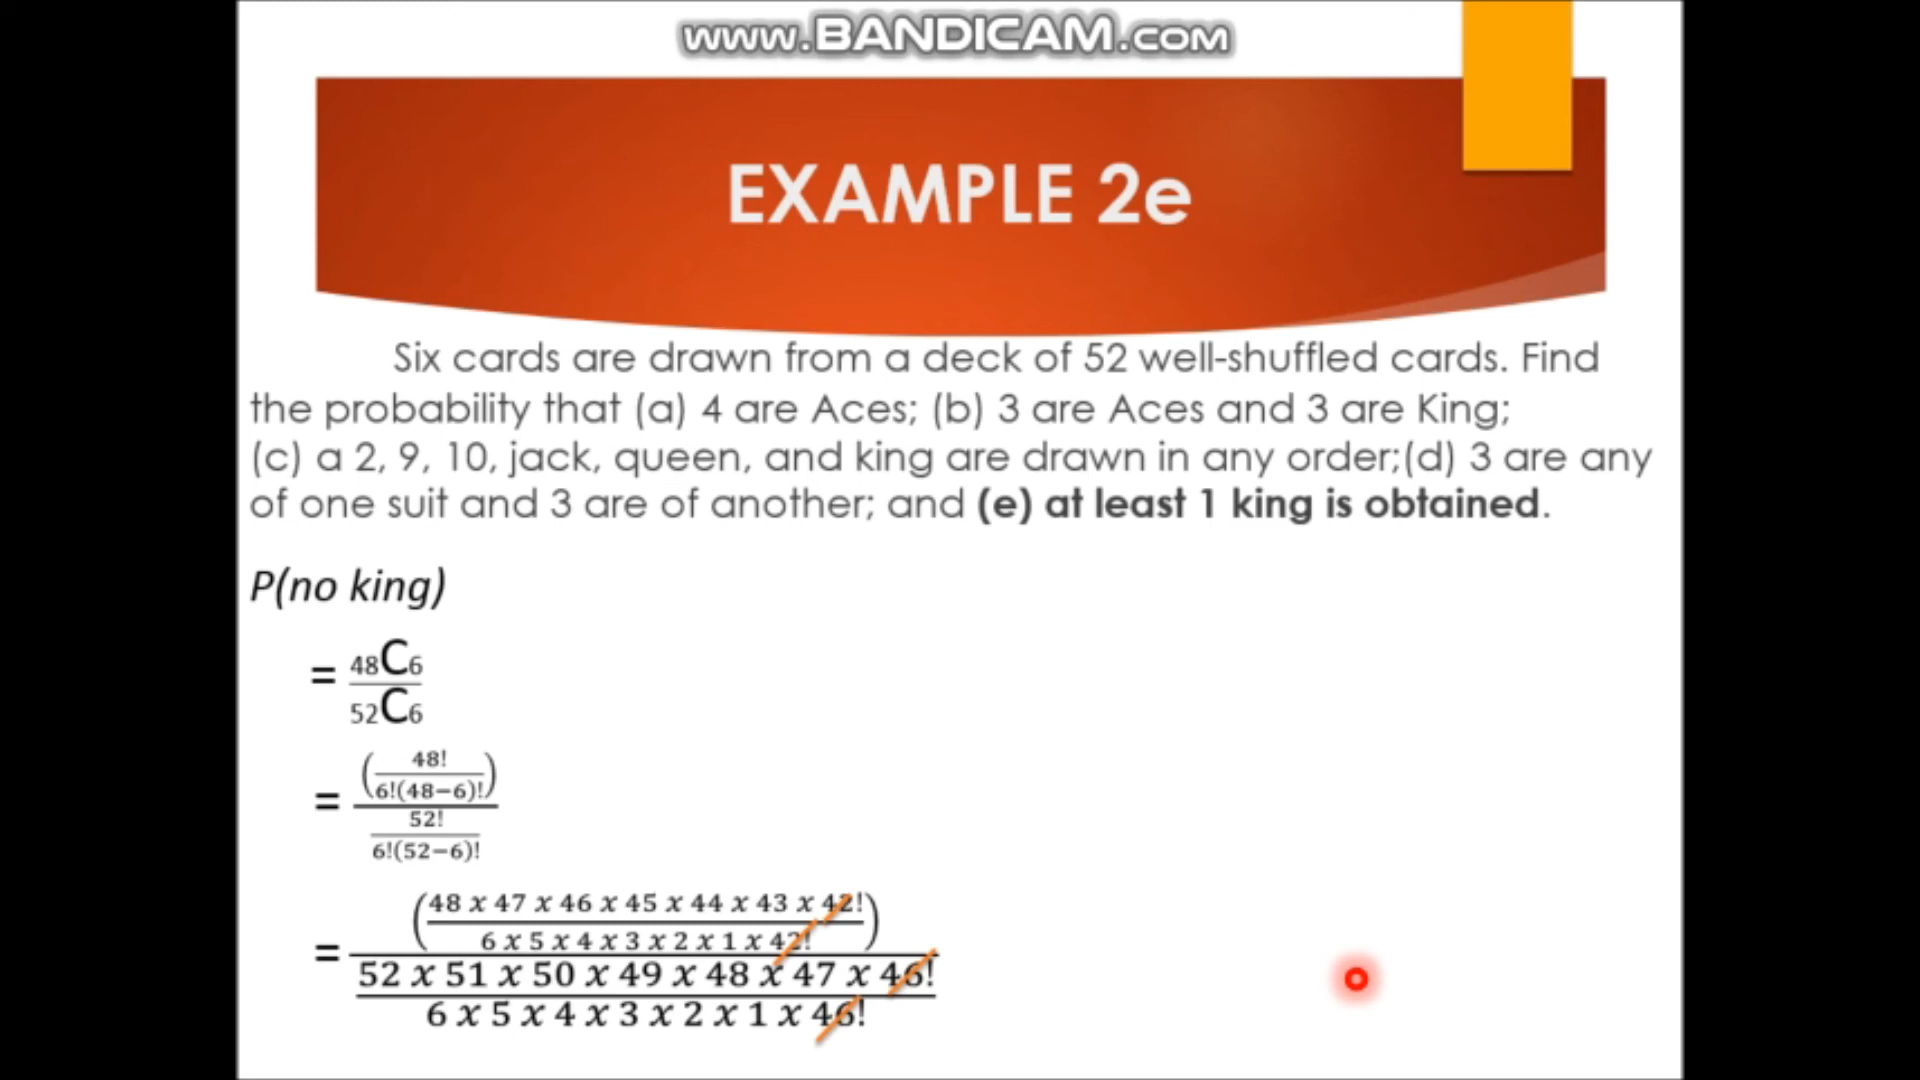 www.BANDICAM.com
EXAMPLE 2e
Six cards are drawn from a deck of 52 well-shuffled cards. Find
the probability that (a) 4 are Aces; (b) 3 are Aces and 3 are King;
(c) a 2, 9, 10, jack, queen, and king are drawn in any order;(d) 3 are any
of one suit and 3 are of another; and (e) at least 1 king is obtained.
P(no king)
= 48C6
52C6
= ( 48!
6!(48−6)! )
52!
6!(52−6)!
= ( 48 x 47 x 46 x 45 x 44 x 43 x 42!
6 x 5 x 4 x 3 x 2 x 1 x 42! )
52 x 51 x 50 x 49 x 48 x 47 x 46!
6 x 5 x 4 x 3 x 2 x 1 x 46!